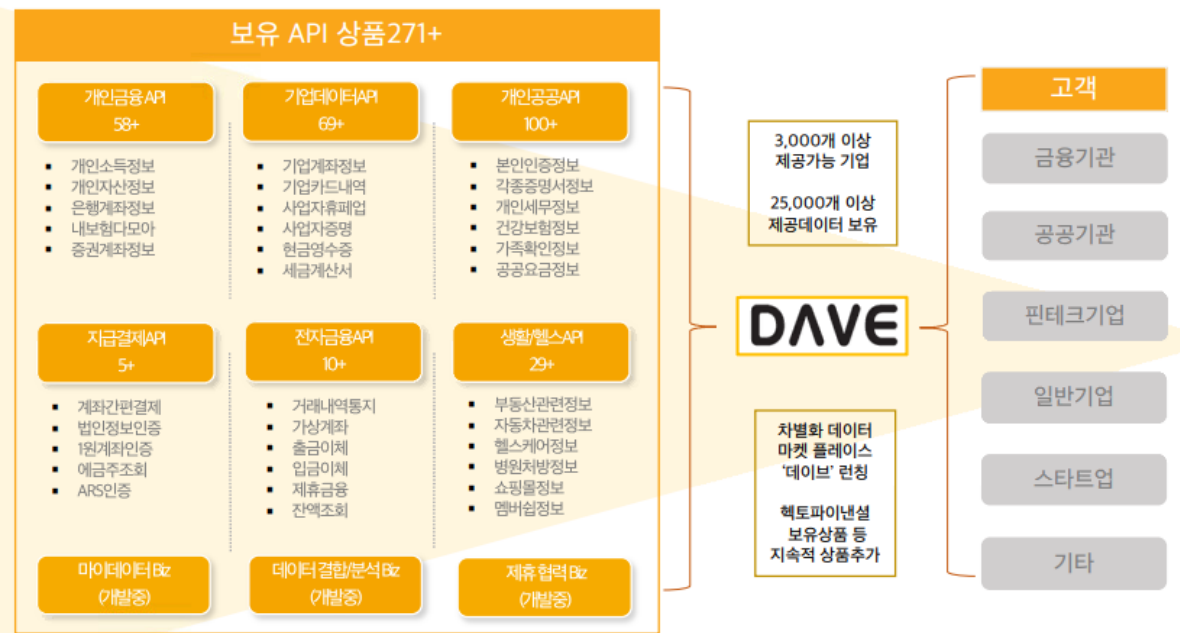 보유 API 상품271+
개인금융 API
58+
개인소득정보
개인자산정보
은행계좌정보
내보험다모아
증권계좌정보
기업데이터API
69+
기업계좌정보
기업카드내역
사업자휴폐업
사업자증명
현금영수증
세금계산서
개인공공API
100+
본인인증정보
각종증명서정보
개인세무정보
건강보험정보
가족확인정보
공공요금정보
지급결제API
5+
계좌간편결제
법인정보인증
1원계좌인증
예금주조회
ARS인증
전자금융API
10+
거래내역통지
가상계좌
출금이체
입금이체
제휴금융
잔액조회
생활/헬스API
29+
부동산관련정보
자동차관련정보
헬스케어정보
병원처방정보
쇼핑몰정보
멤버쉽정보
마이데이터 Biz
(개발중)
데이터 결합/분석 Biz
(개발중)
제휴 협력 Biz
(개발중)
3,000개 이상
제공가능 기업
25,000개 이상
제공데이터 보유
DAVE
차별화 데이터
마켓 플레이스
'데이브' 런칭
헥토파이낸셜
보유상품 등
지속적 상품추가
고객
금융기관
공공기관
핀테크기업
일반기업
스타트업
기타